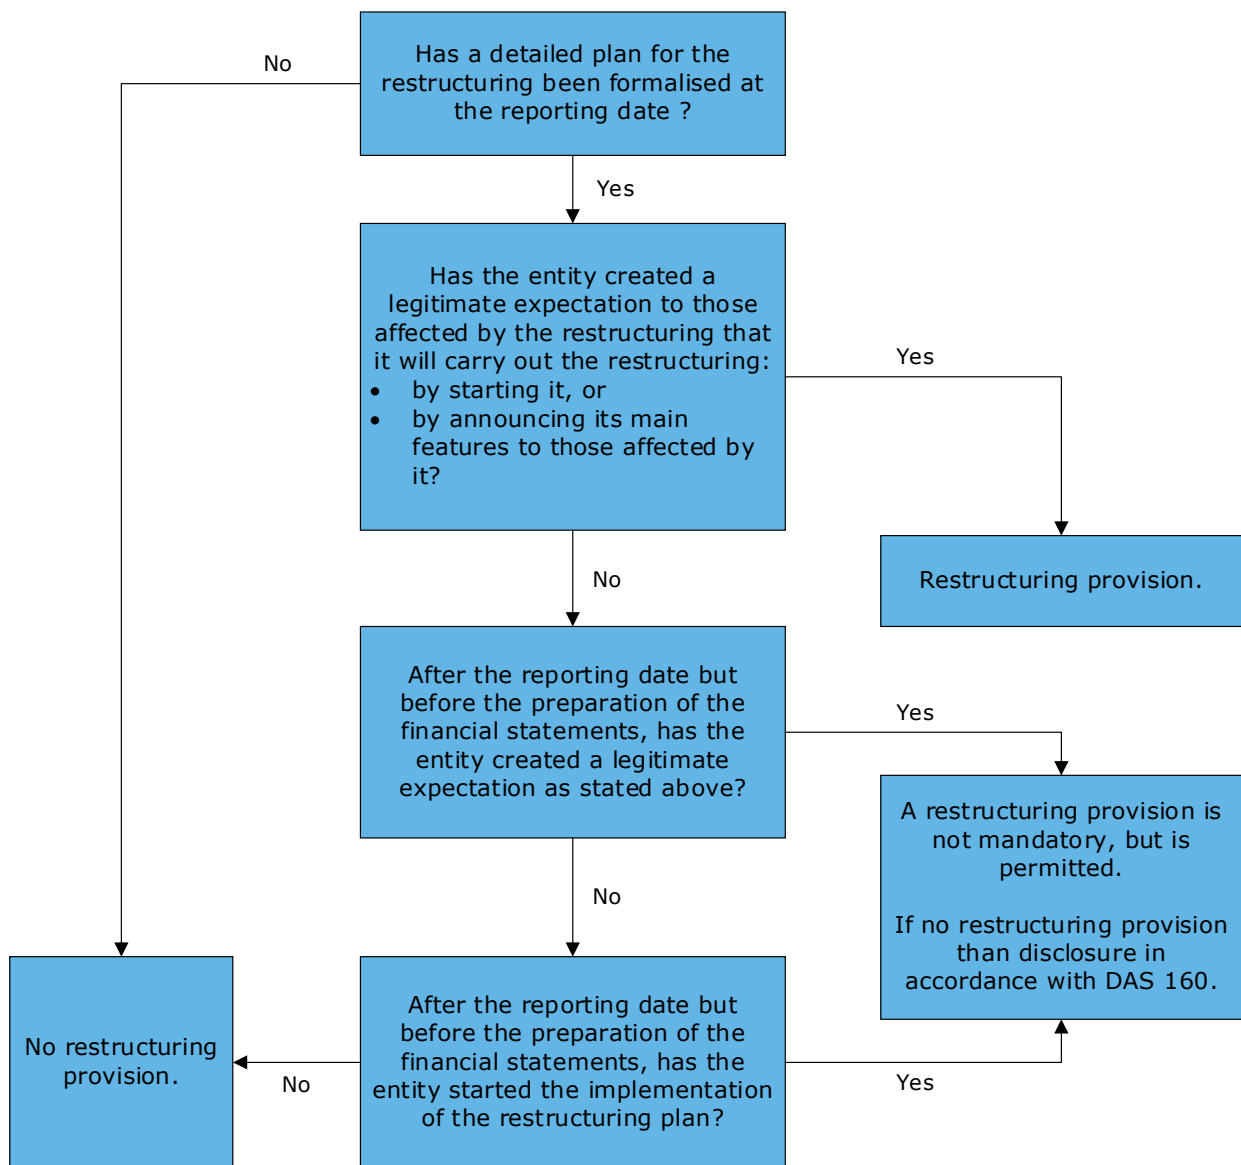 Has a detailed plan for the
restructuring been formalised at
the reporting date ?
No
Yes
Has the entity created a
legitimate expectation to those
affected by the restructuring that
it will carry out the restructuring:
• by starting it, or
• by announcing its main
features to those affected by
it?
Yes
No
Restructuring provision.
After the reporting date but
before the preparation of the
financial statements, has the
entity created a legitimate
expectation as stated above?
Yes
No
A restructuring provision is
not mandatory, but is
permitted.
If no restructuring provision
than disclosure in
accordance with DAS 160.
After the reporting date but
before the preparation of the
financial statements, has the
entity started the implementation
of the restructuring plan?
No
Yes
No restructuring
provision.